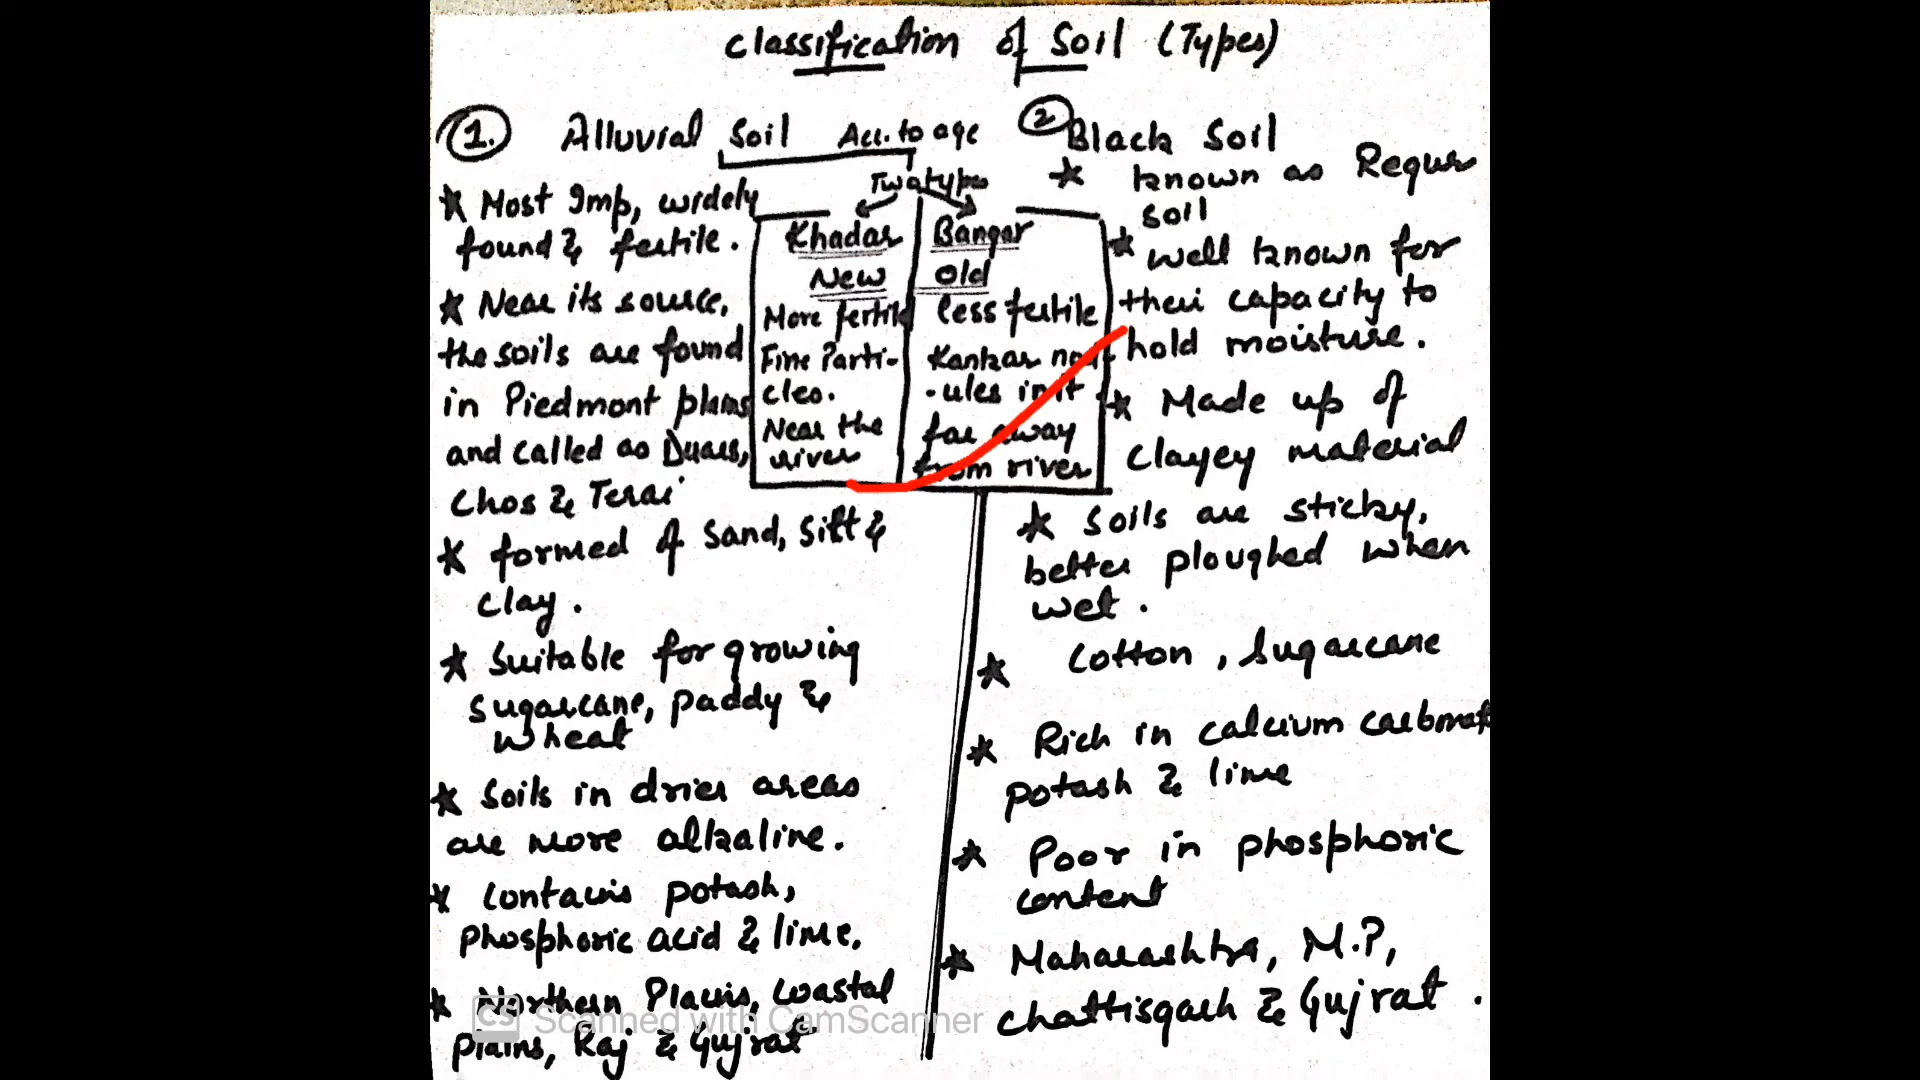 Classification of Soil (Types)
1. Alluvial Soil Acc. to age
Two types
* Most Imp, widely
found & fertile.
* Near its source,
the soils are found
in Piedmont plains
and called as Duars,
Chos & Terai
* formed of Sand, Silt &
clay.
* Suitable for growing
sugarcane, paddy &
wheat
* Soils in drier areas
are more alkaline.
* Contains potash,
phosphoric acid & lime.
* Northern Plains, Coastal
plains, Raj & Gujrat
Khadar
New
More fertile
Fine Parti-
cles.
Near the
river
Bangar
Old
less fertile
Kankar nod
-ules in it
far away
from river
2 Black Soil
* known as Regur
soil
* well known for
their capacity to
hold moisture.
* Made up of
clayey material
* Soils are sticky,
better ploughed when
wet.
* Cotton, Sugarcane
* Rich in calcium carbonate
potash & lime
* Poor in phosphoric
content
* Maharashtra, M.P,
Chattisgarh & Gujrat.
CS Scanned with CamScanner